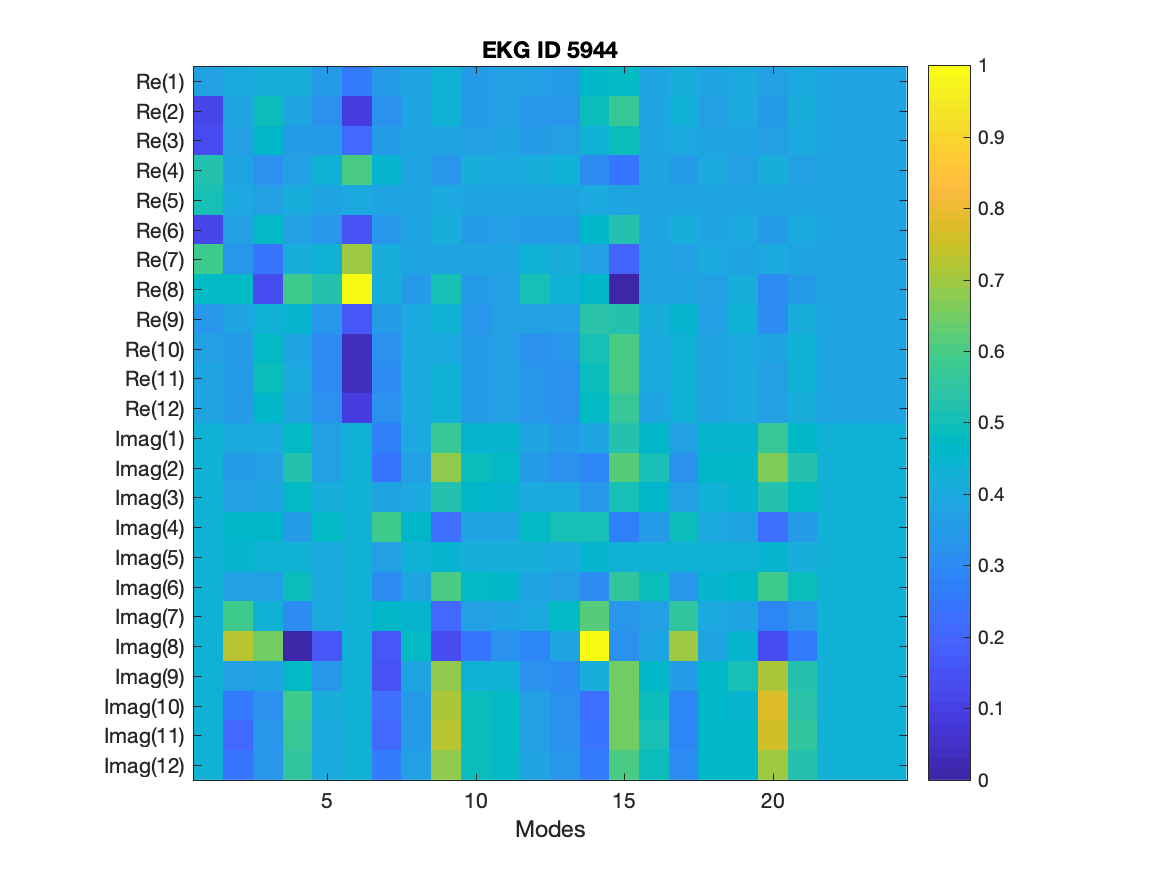 EKG ID 5944
Re(1)
Re(2)
Re(3)
Re(4)
Re(5)
Re(6)
Re(7)
Re(8)
Re(9)
Re(10)
Re(11)
Re(12)
Imag(1)
Imag(2)
Imag(3)
Imag(4)
Imag(5)
Imag(6)
Imag(7)
Imag(8)
Imag(9)
Imag(10)
Imag(11)
Imag(12)
5 10 15 20
Modes
1
0.9
0.8
0.7
0.6
0.5
0.4
0.3
0.2
0.1
0